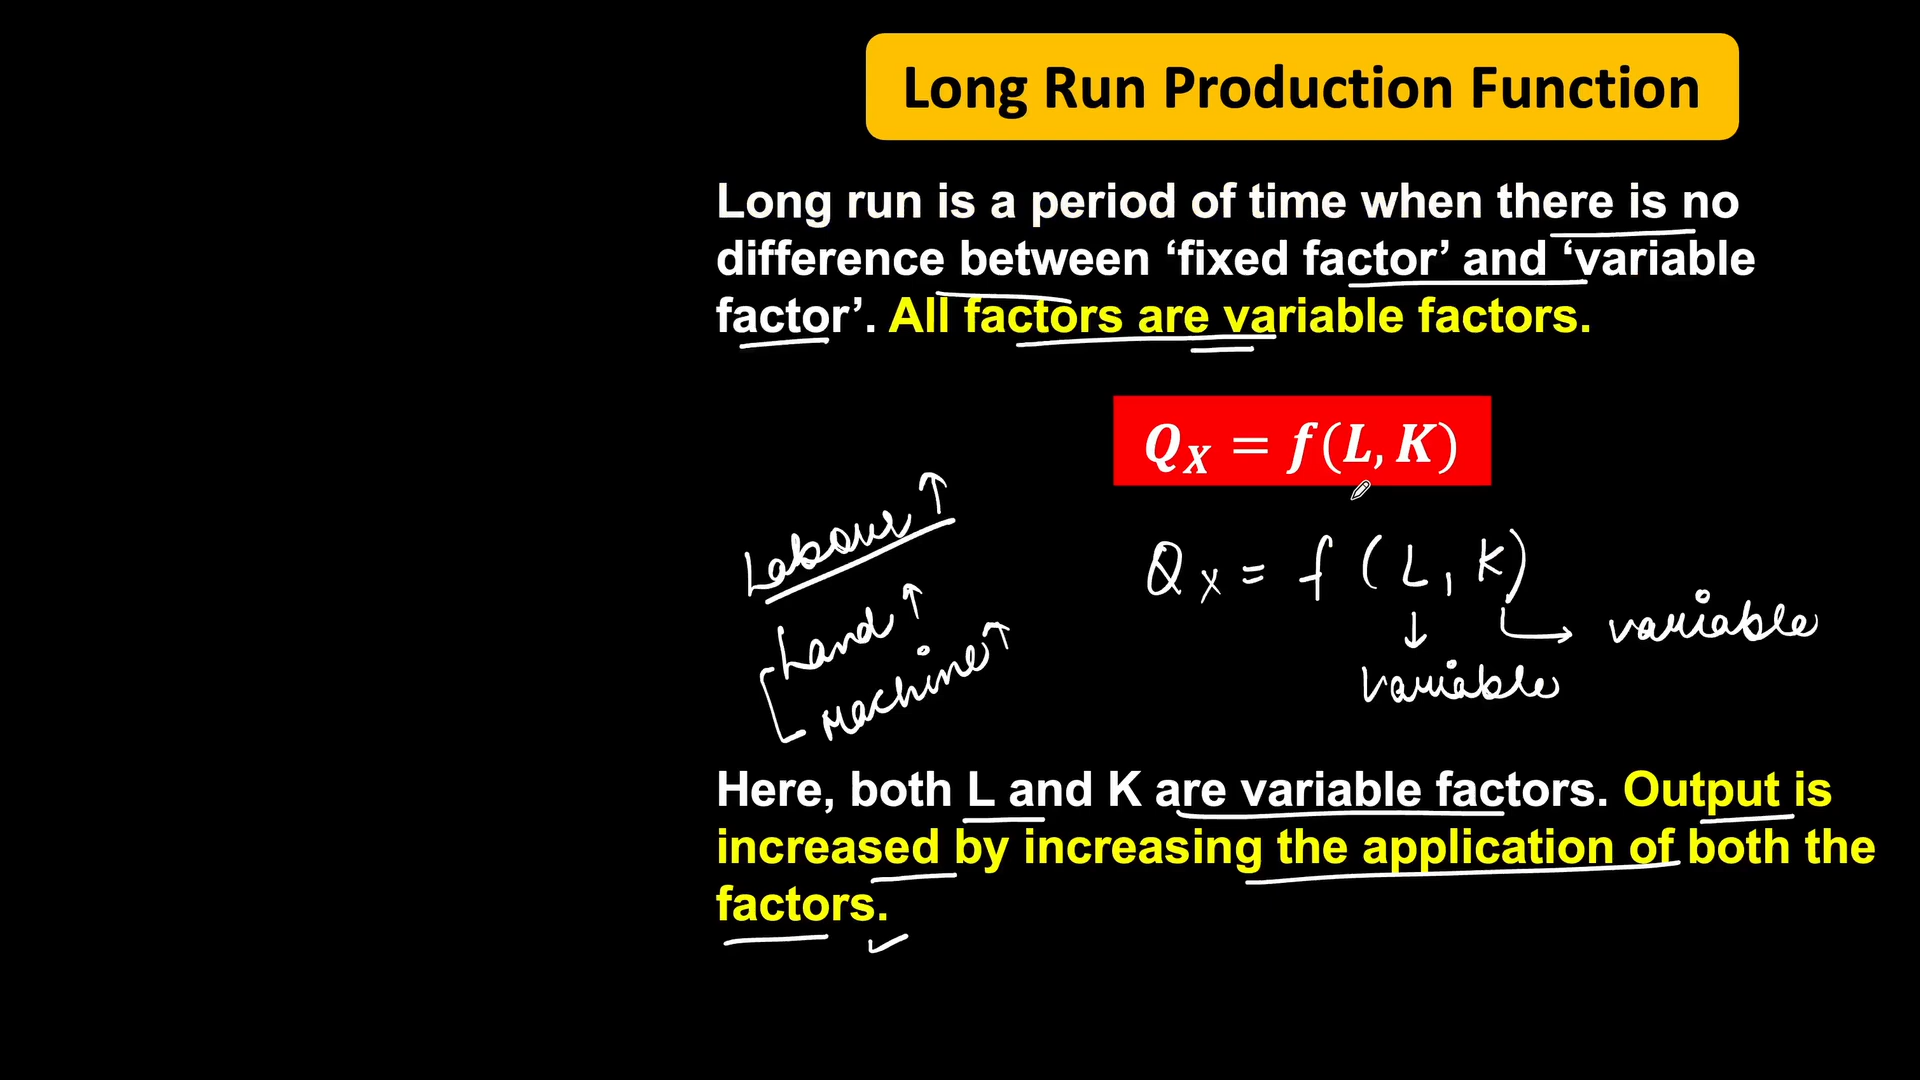 Long Run Production Function
Long run is a period of time when there is no
difference between ‘fixed factor’ and ‘variable
factor’. All factors are variable factors.
Q_X = f(L, K)
Labour ↑
Land ↑
Machine ↑
Q_X = f (L, K)
↓ → variable
variable
Here, both L and K are variable factors. Output is
increased by increasing the application of both the
factors.